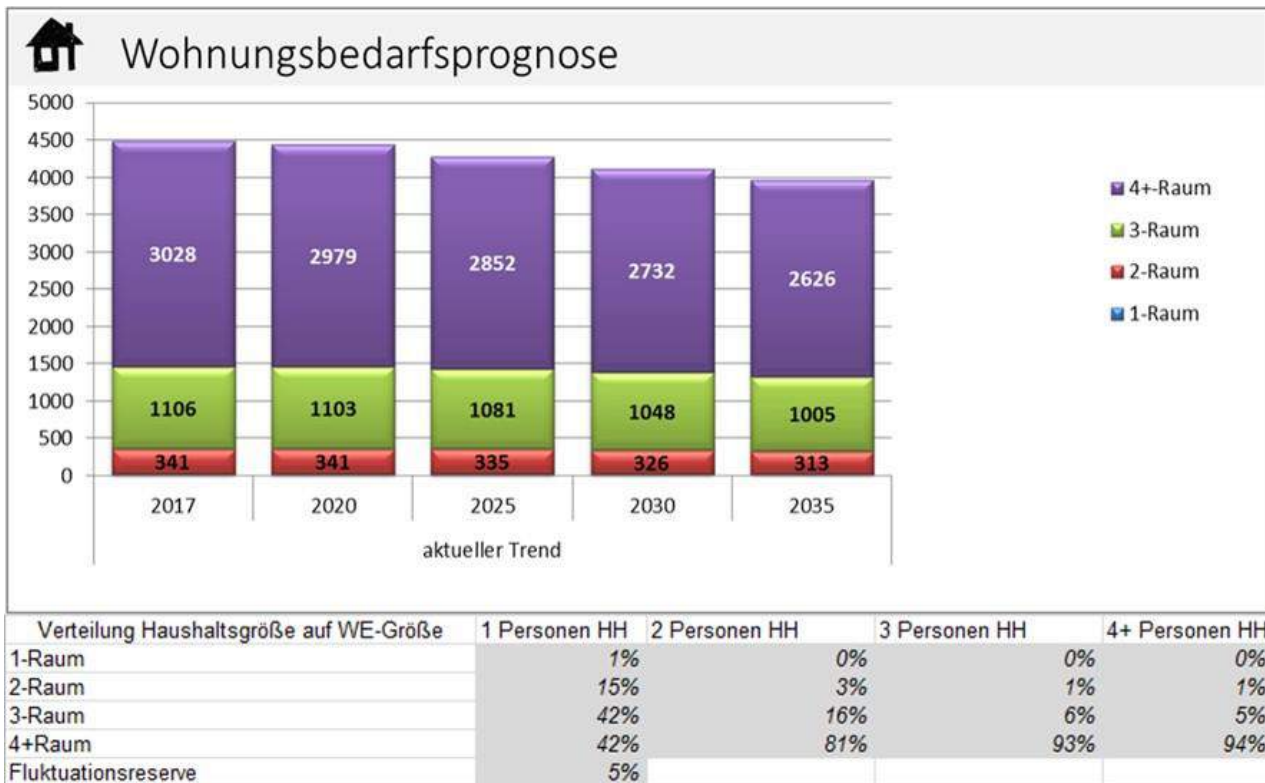 Wohnungsbedarfsprognose
5000
4500
4000
3500
3000
2500
2000
1500
1000
500
0
3028 2979 2852 2732 2626
1106 1103 1081 1048 1005
341 341 335 326 313
2017 2020 2025 2030 2035
aktueller Trend
4+-Raum
3-Raum
2-Raum
1-Raum
Verteilung Haushaltsgröße auf WE-Größe 1 Personen HH 2 Personen HH 3 Personen HH 4+ Personen HH
1-Raum 1% 0% 0% 0%
2-Raum 15% 3% 1% 1%
3-Raum 42% 16% 6% 5%
4+Raum 42% 81% 93% 94%
Fluktuationsreserve 5%